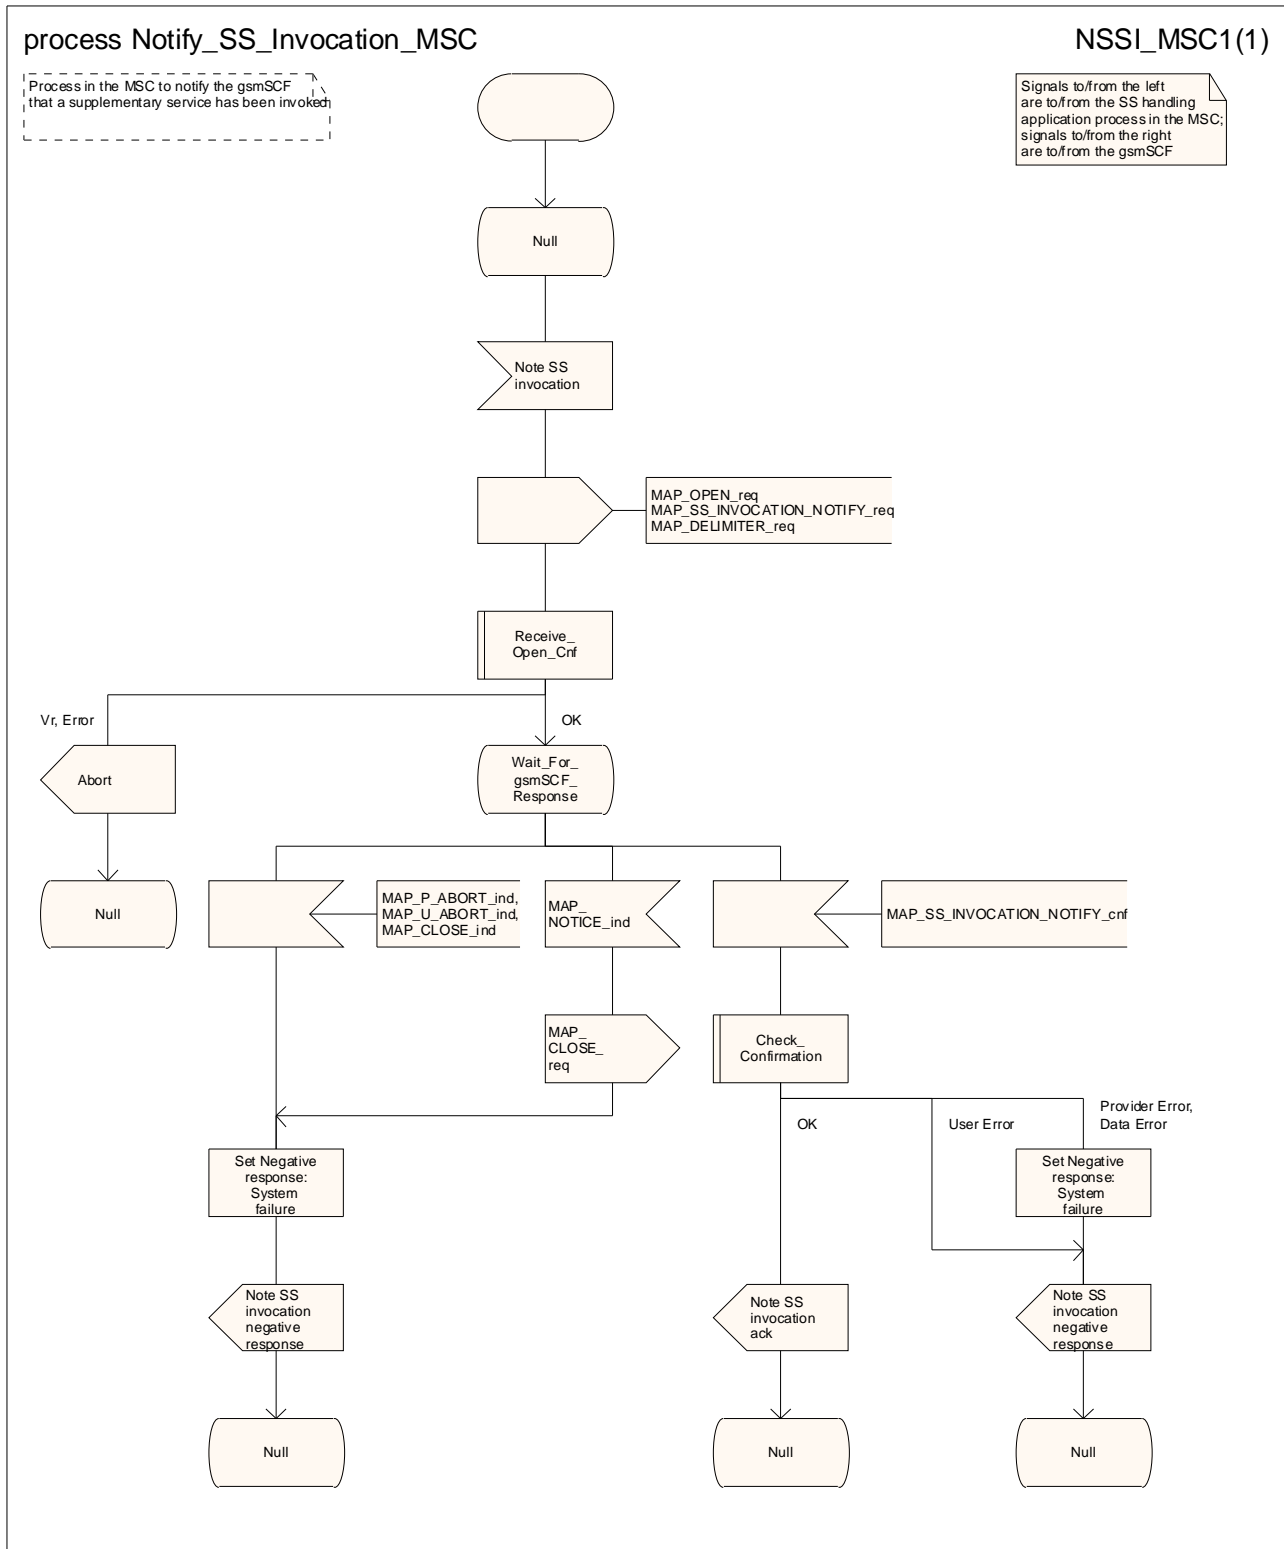 process Notify_SS_Invocation_MSC
NSSI_MSC1(1)
Process in the MSC to notify the gsmSCF
that a supplementary service has been invoked
Signals to/from the left
are to/from the SS handling
application process in the MSC;
signals to/from the right
are to/from the gsmSCF
Null
Note SS
invocation
MAP_OPEN_req
MAP_SS_INVOCATION_NOTIFY_req
MAP_DELIMITER_req
Receive_
Open_Cnf
Vr, Error
OK
Abort
Wait_For_
gsmSCF_
Response
Null
MAP_P_ABORT_ind,
MAP_U_ABORT_ind,
MAP_CLOSE_ind
MAP_
NOTICE_ind
MAP_SS_INVOCATION_NOTIFY_cnf
MAP_
CLOSE_
req
Check_
Confirmation
OK
User Error
Provider Error,
Data Error
Set Negative
response:
System
failure
Set Negative
response:
System
failure
Note SS
invocation
negative
response
Note SS
invocation
ack
Note SS
invocation
negative
response
Null
Null
Null